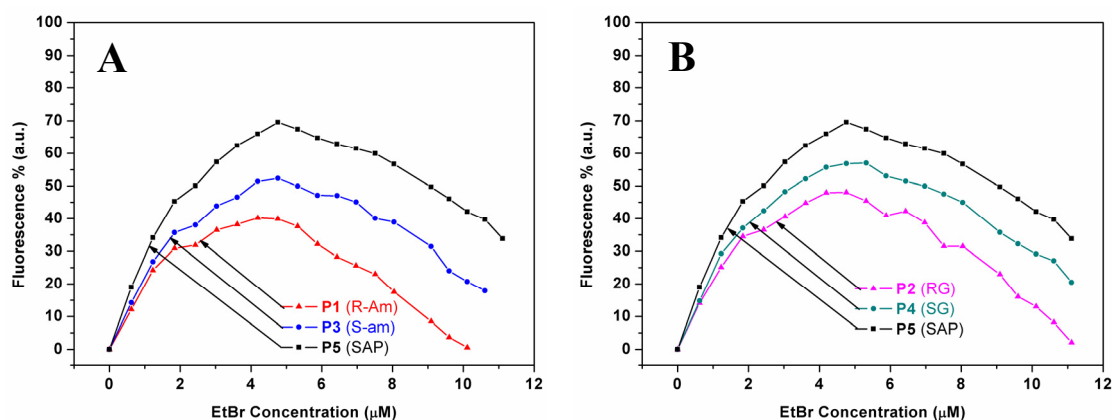 A
Fluorescence % (a.u.)
100
90
80
70
60
50
40
30
20
10
0
P1 (R-Am)
P3 (S-am)
P5 (SAP)
0 2 4 6 8 10 12
EtBr Concentration (μM)
B
Fluorescence % (a.u.)
100
90
80
70
60
50
40
30
20
10
0
P2 (RG)
P4 (SG)
P5 (SAP)
0 2 4 6 8 10 12
EtBr Concentration (μM)